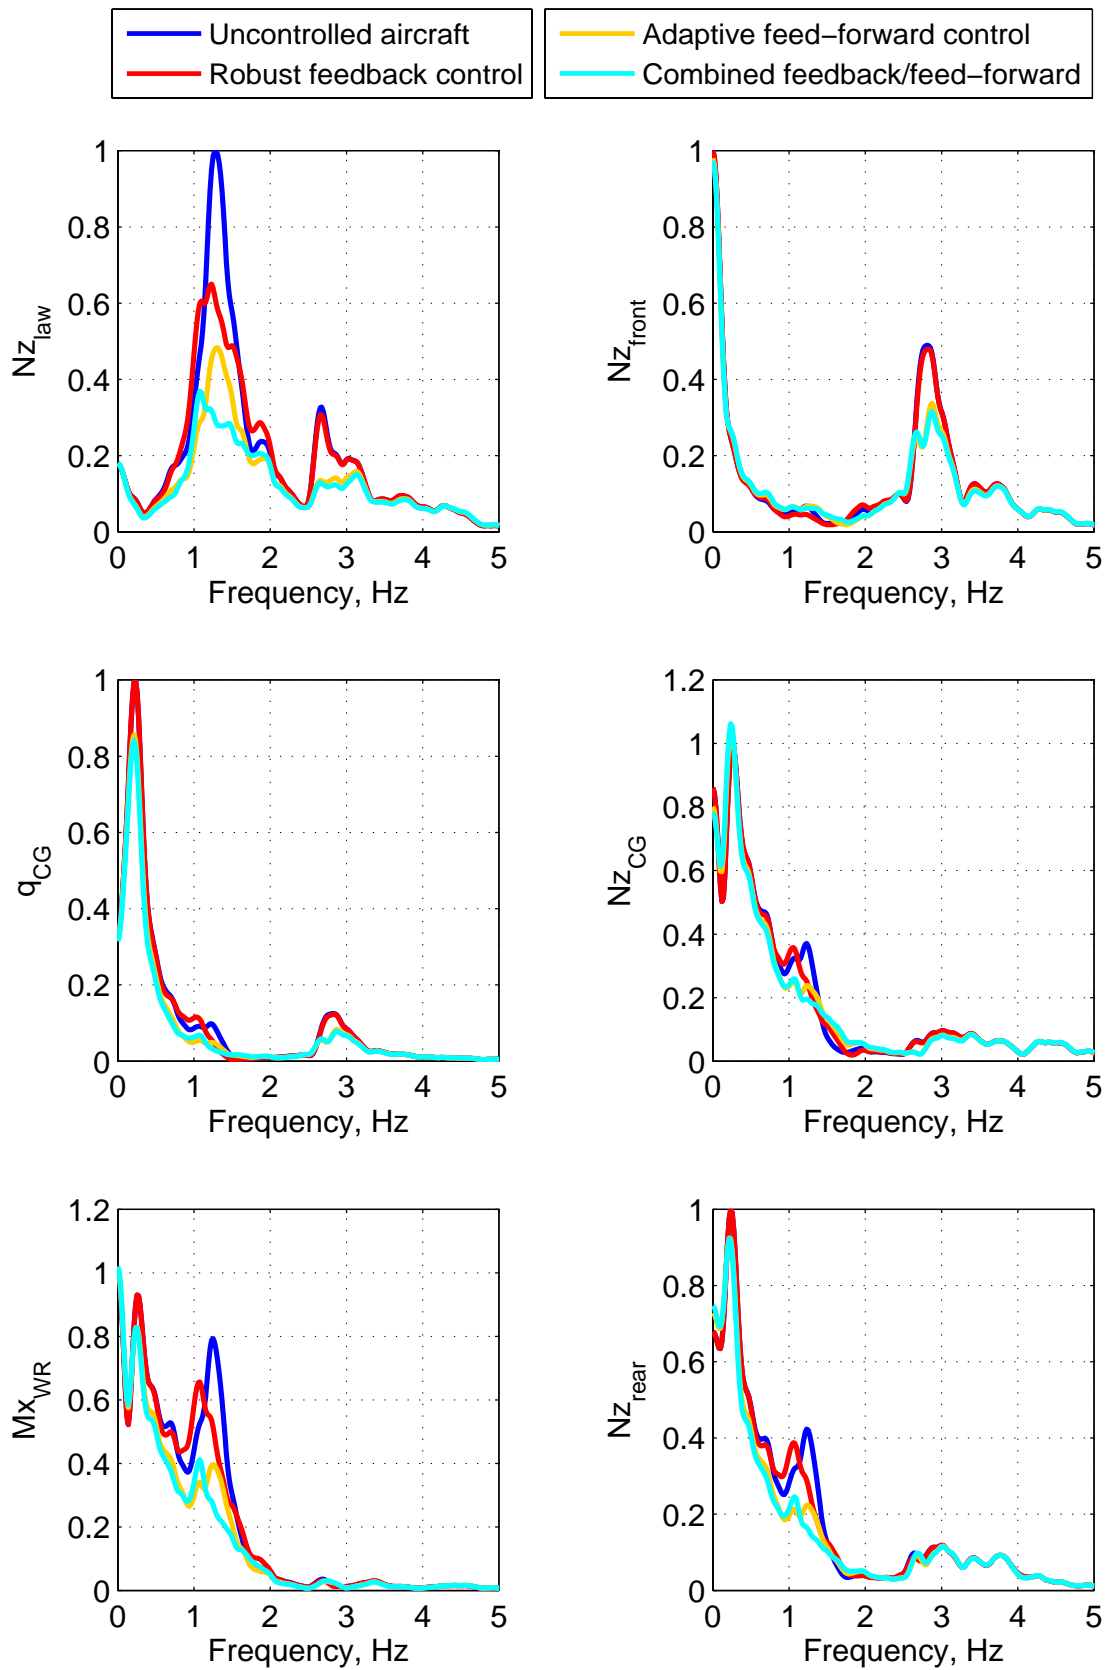 Uncontrolled aircraft
Robust feedback control
Adaptive feed−forward control
Combined feedback/feed−forward
1
0.8
0.6
0.4
0.2
0
0 1 2 3 4 5
Nz_law
Frequency, Hz
1
0.8
0.6
0.4
0.2
0
0 1 2 3 4 5
Nz_front
Frequency, Hz
1
0.8
0.6
0.4
0.2
0
0 1 2 3 4 5
q_CG
Frequency, Hz
1.2
1
0.8
0.6
0.4
0.2
0
0 1 2 3 4 5
Nz_CG
Frequency, Hz
1.2
1
0.8
0.6
0.4
0.2
0
0 1 2 3 4 5
Mx_WR
Frequency, Hz
1
0.8
0.6
0.4
0.2
0
0 1 2 3 4 5
Nz_rear
Frequency, Hz